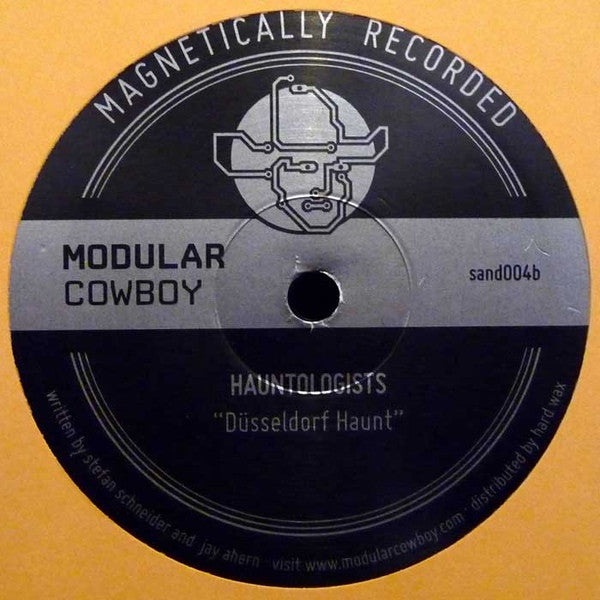 MAGNETICALLY RECORDED
MODULAR
COWBOY
sand004b
HAUNTOLOGISTS
“Düsseldorf Haunt”
written by stefan schneider and jay ahern visit www.modularcowboy.com · distributed by hard wax